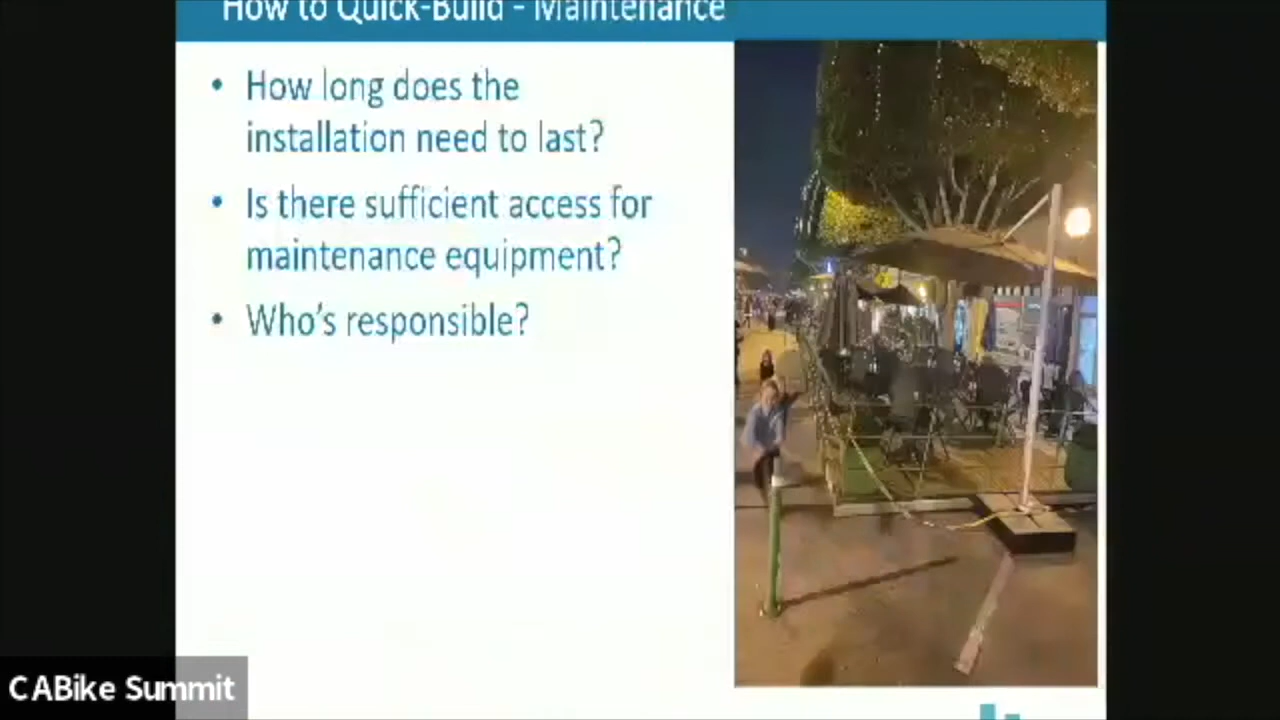 How to Quick-Build - Maintenance
• How long does the
installation need to last?
• Is there sufficient access for
maintenance equipment?
• Who's responsible?
CABike Summit